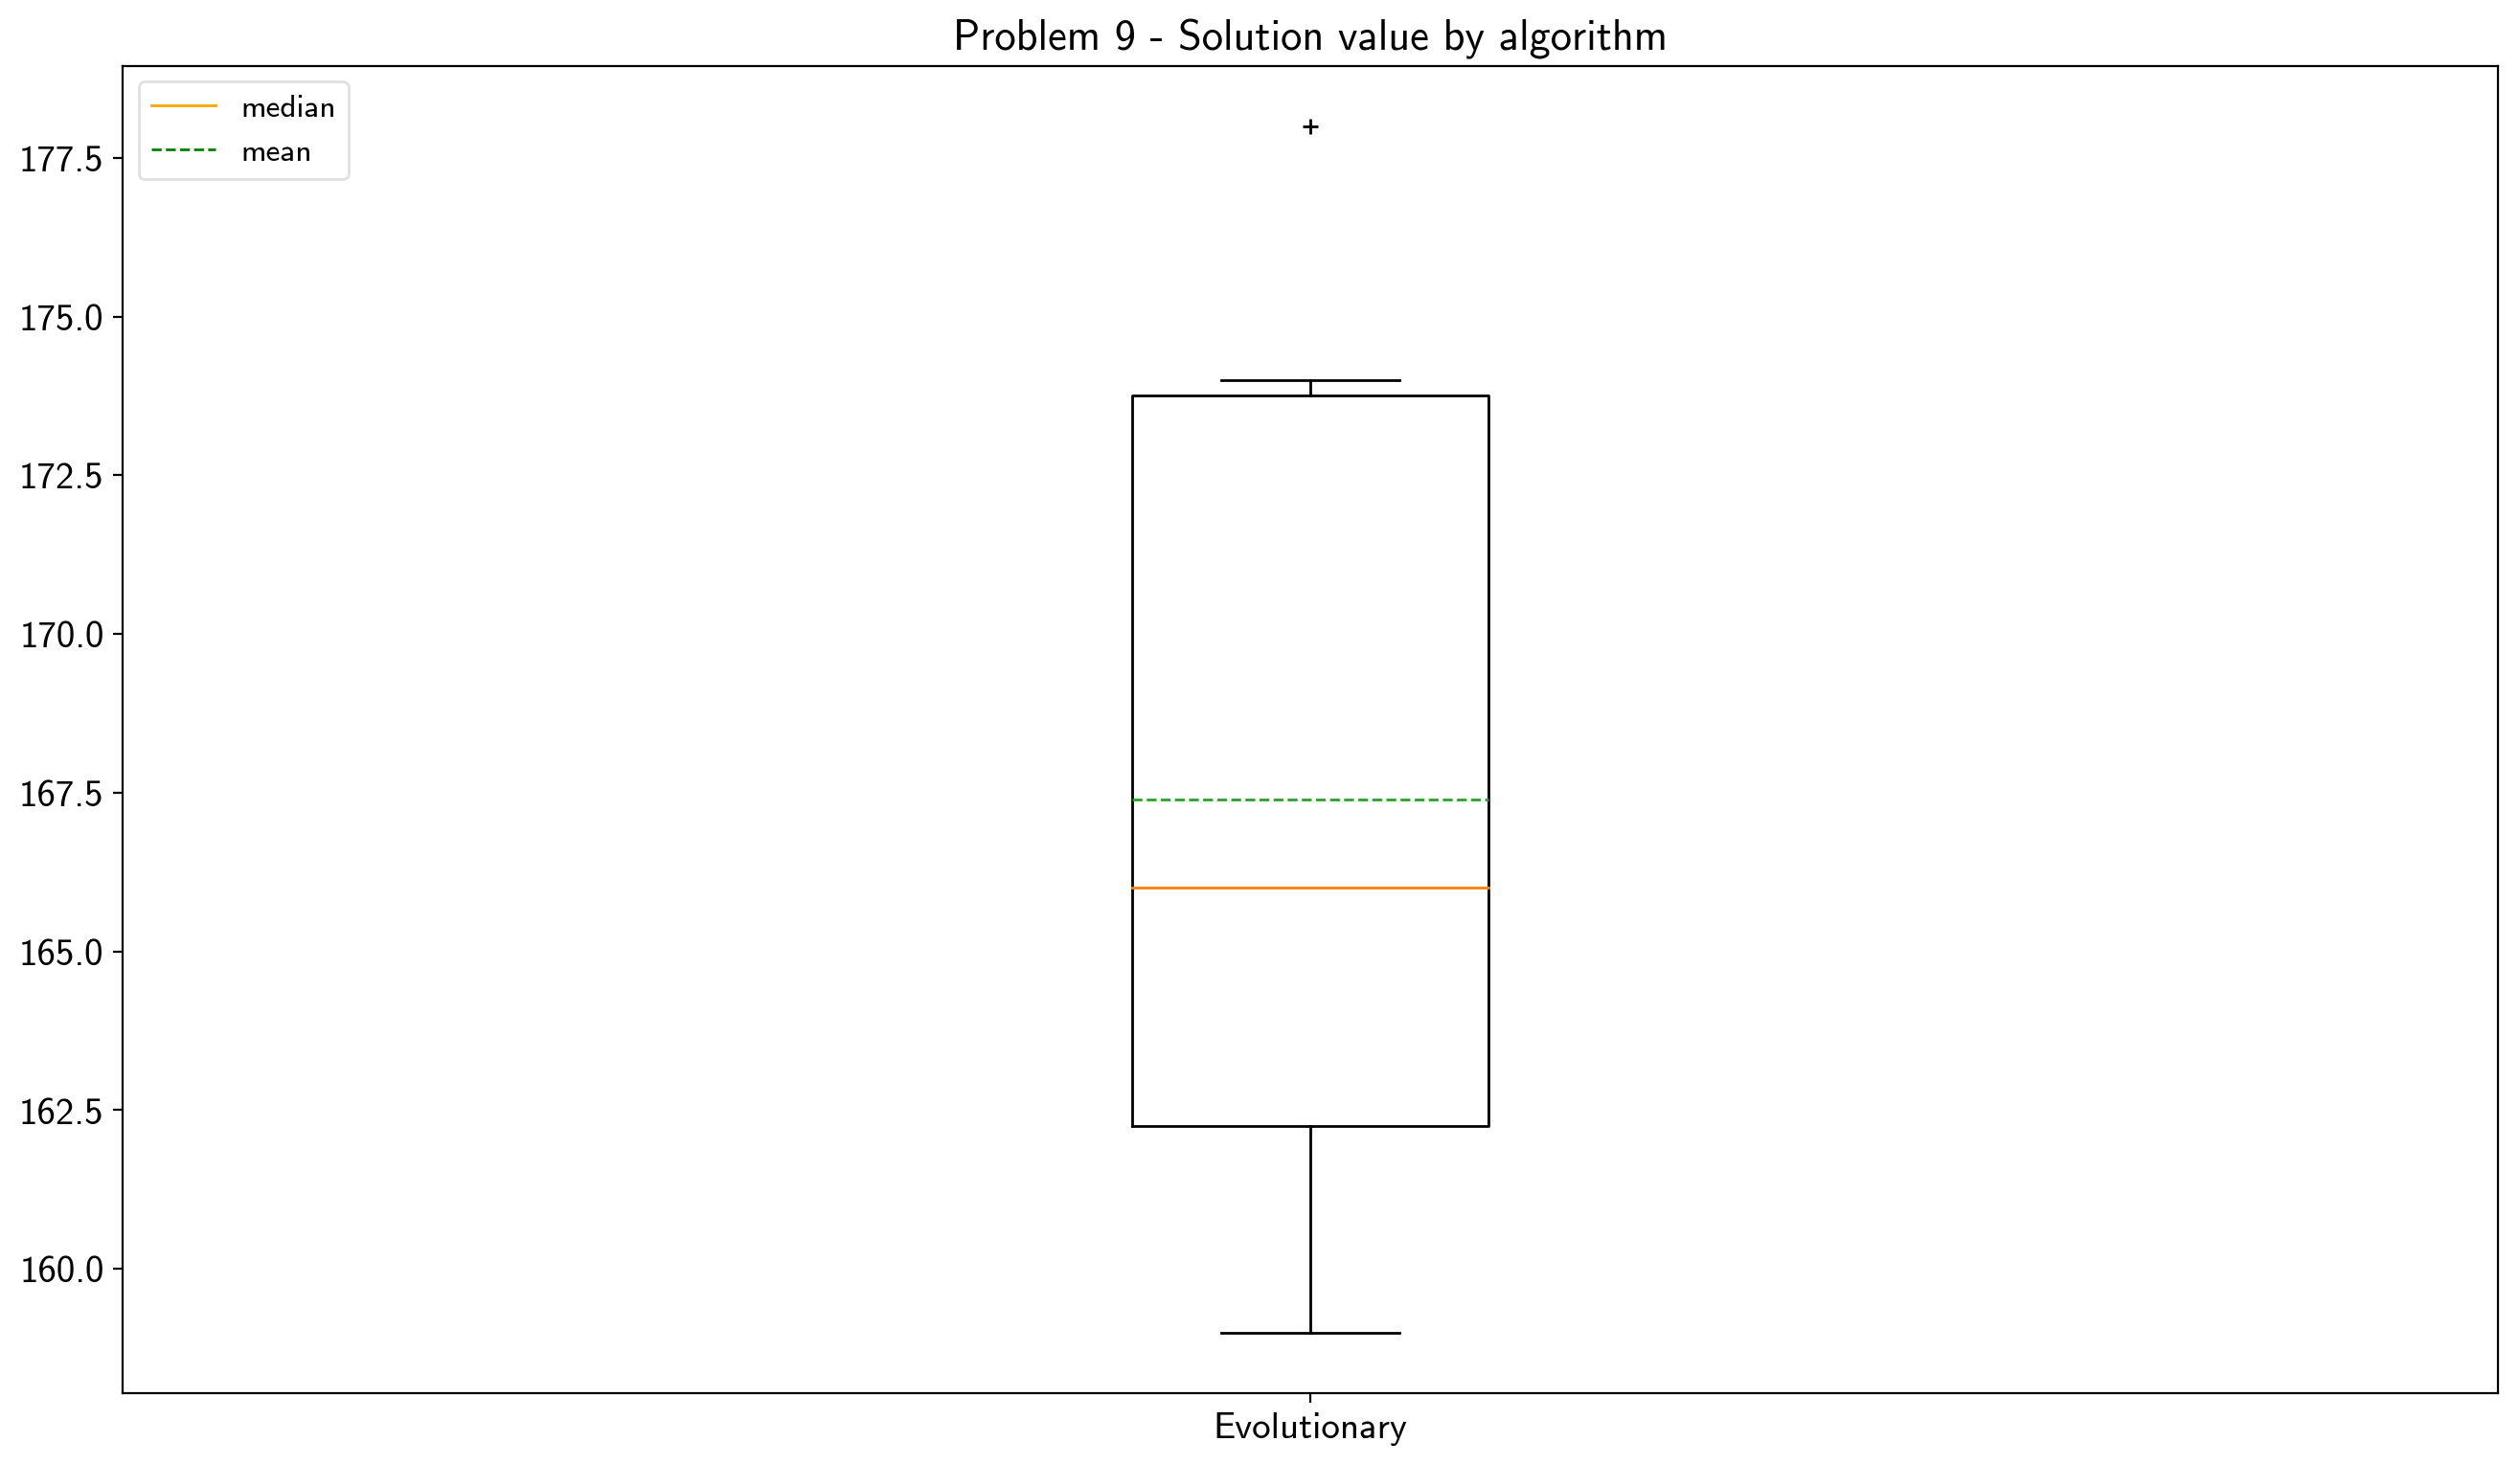 Problem 9 - Solution value by algorithm
median
mean
177.5
175.0
172.5
170.0
167.5
165.0
162.5
160.0
Evolutionary